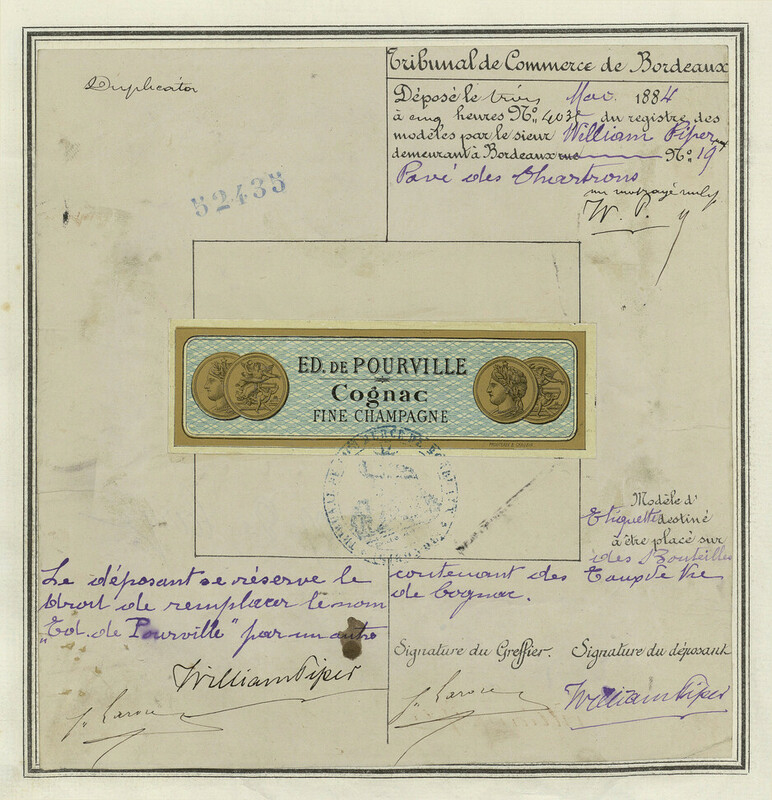 Duplicata
52435
Tribunal de Commerce de Bordeaux
Déposé le trois Mai 1884
à cinq heures No. du registre des
modèles par le sieur William Piper
demeurant à Bordeaux rue No. 19
Pavé des Chartrons
un mot rayé nul
W. P.
ED. DE POURVILLE
Cognac
FINE CHAMPAGNE
Modèle d'
Etiquette destiné
à être placé sur
des Bouteilles
contenant des Eaux de Vie
de Cognac.
Le déposant se réserve le
droit de remplacer le nom
„Ed. de Pourville" par un autre
William Piper
Signature du Greffier.
Signature du déposant
William Piper